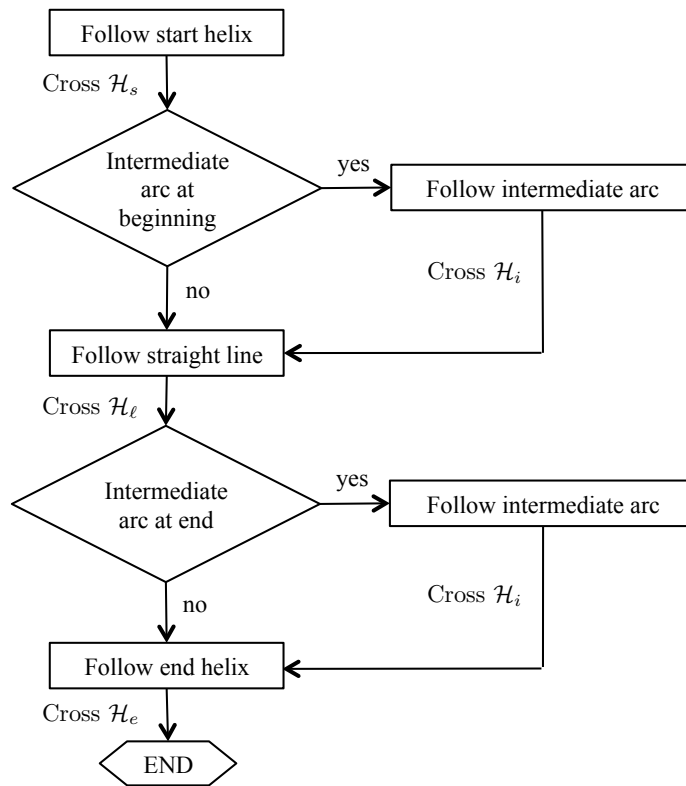 Follow start helix
Cross ℋₛ
Intermediate
arc at
beginning
yes
Follow intermediate arc
Cross ℋᵢ
no
Follow straight line
Cross ℋ_ℓ
Intermediate
arc at end
yes
Follow intermediate arc
Cross ℋᵢ
no
Follow end helix
Cross ℋₑ
END